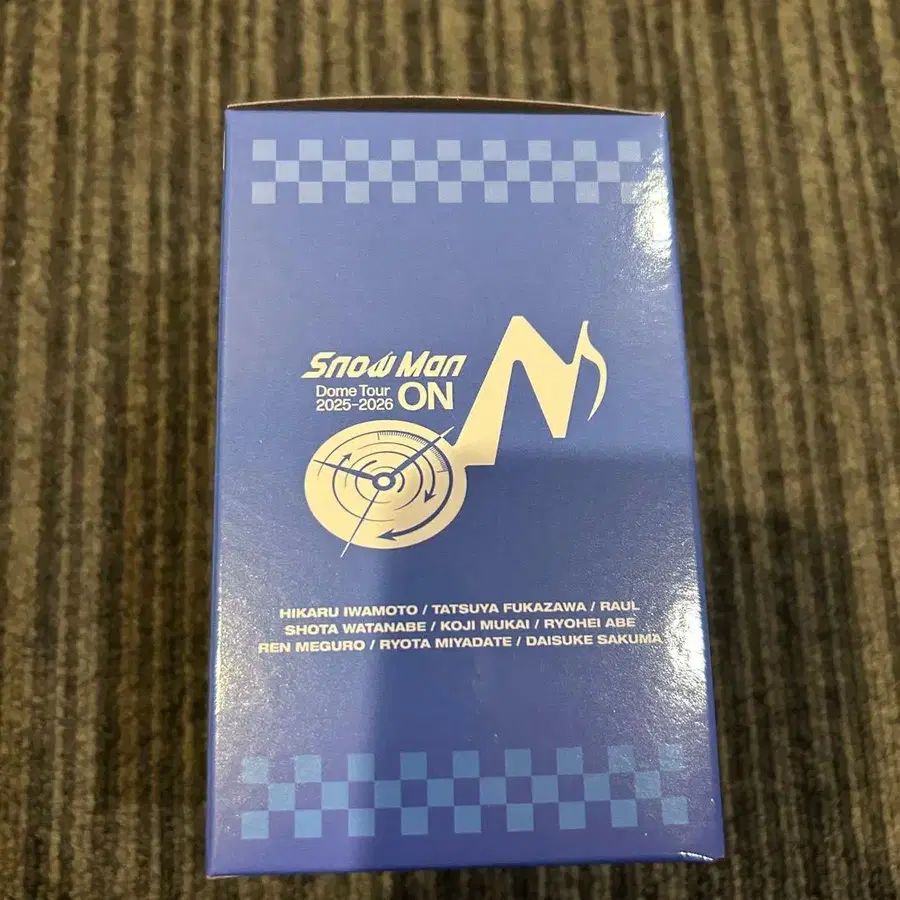 Snow Man
Dome Tour
2025-2026 ON
HIKARU IWAMOTO / TATSUYA FUKAZAWA / RAUL
SHOTA WATANABE / KOJI MUKAI / RYOHEI ABE
REN MEGURO / RYOTA MIYADATE / DAISUKE SAKUMA